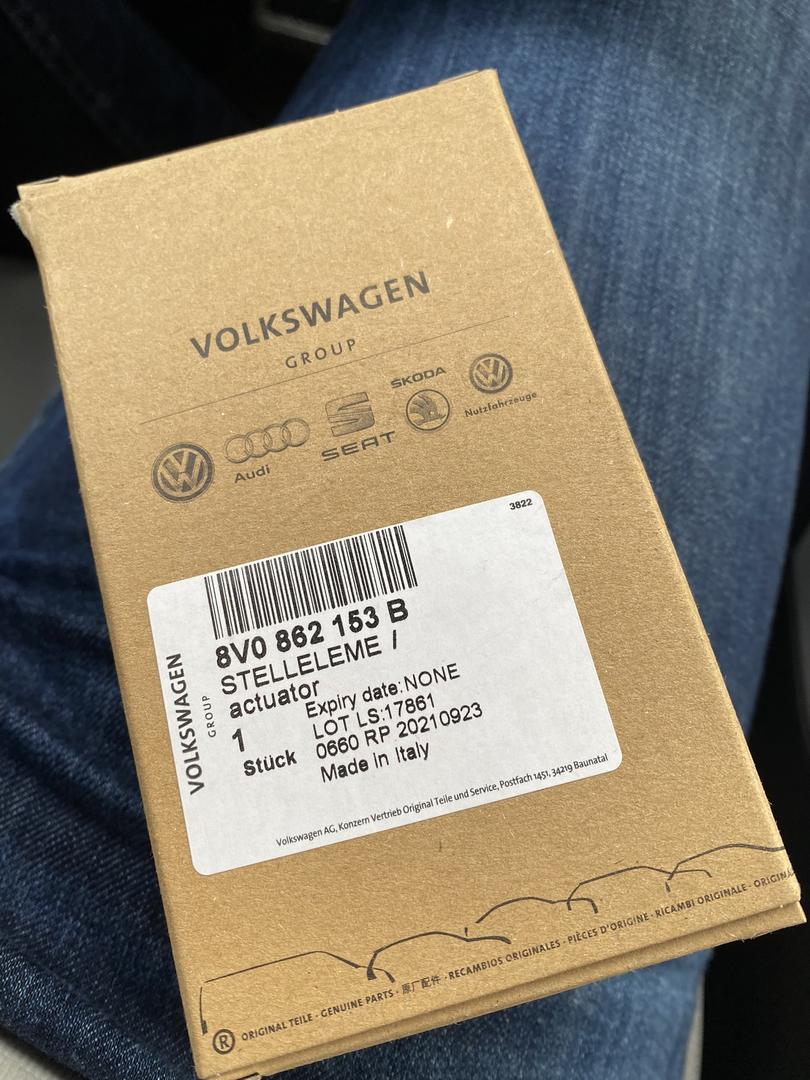 VOLKSWAGEN
GROUP
Audi
SEAT
ŠKODA
Nutzfahrzeuge
3822
8V0 862 153 B
STELLELEME /
actuator
1
Stück
Expiry date:NONE
LOT LS:17861
0660 RP 20210923
Made in Italy
VOLKSWAGEN
GROUP
Volkswagen AG, Konzern Vertrieb Original Teile und Service, Postfach 1451, 34219 Baunatal
® ORIGINAL TEILE · GENUINE PARTS · 原厂配件 · RECAMBIOS ORIGINALES · PIÈCES D'ORIGINE · RICAMBI ORIGINALE · ORIGINA